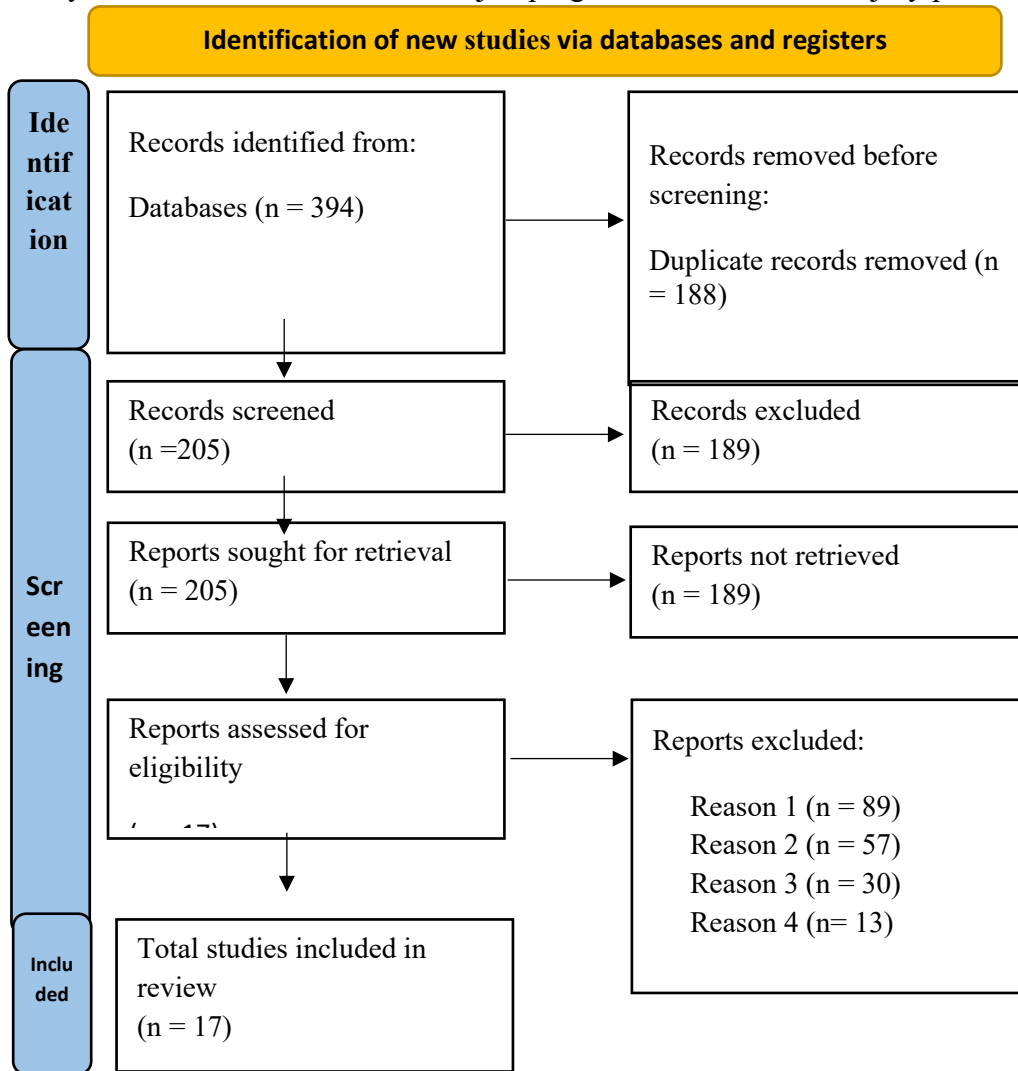 Identification of new studies via databases and registers
Ide
ntif
icat
ion
Records identified from:
Databases (n = 394)
Records removed before
screening:
Duplicate records removed (n
= 188)
Records screened
(n =205)
Records excluded
(n = 189)
Reports sought for retrieval
(n = 205)
Reports not retrieved
(n = 189)
Scr
een
ing
Reports assessed for
eligibility
Reports excluded:
Reason 1 (n = 89)
Reason 2 (n = 57)
Reason 3 (n = 30)
Reason 4 (n= 13)
Inclu
ded
Total studies included in
review
(n = 17)